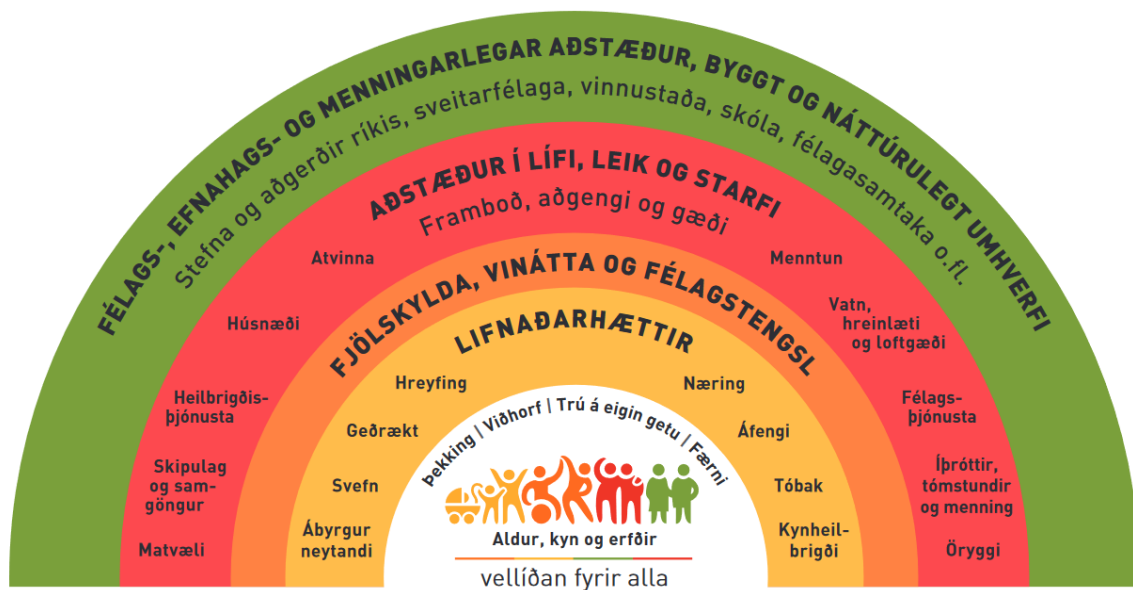 FÉLAGS-, EFNAHAGS- OG MENNINGARLEGAR AÐSTÆÐUR, BYGGT OG NÁTTÚRULEGT UMHVERFI
Stefna og aðgerðir ríkis, sveitarfélaga, vinnustaða, skóla, félagasamtaka o.fl.
AÐSTÆÐUR Í LÍFI, LEIK OG STARFI
Framboð, aðgengi og gæði
Atvinna
Húsnæði
Heilbrigðis-
þjónusta
Skipulag
og sam-
göngur
Matvæli
Menntun
Vatn,
hreinlæti
og loftgæði
Félags-
þjónusta
Íþróttir,
tómstundir
og menning
Öryggi
FJÖLSKYLDA, VINÁTTA OG FÉLAGSTENGSL
LIFNAÐARHÆTTIR
Hreyfing
Geðrækt
Svefn
Ábyrgur
neytandi
Næring
Áfengi
Tóbak
Kynheil-
brigði
Þekking | Viðhorf | Trú á eigin getu | Færni
Aldur, kyn og erfðir
vellíðan fyrir alla